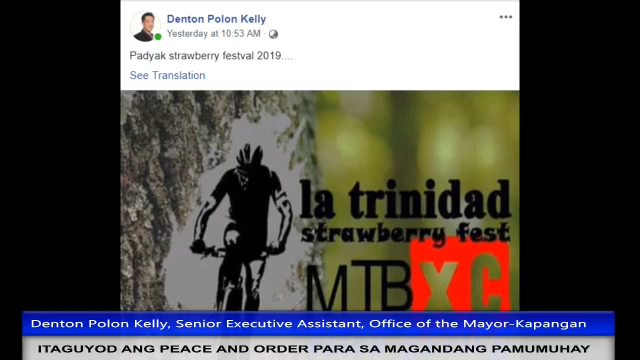 Denton Polon Kelly
Yesterday at 10:53 AM ·
Padyak strawberry festval 2019....
See Translation
la trinidad
strawberry fest
MTB XC
Denton Polon Kelly, Senior Executive Assistant, Office of the Mayor-Kapangan
ITAGUYOD ANG PEACE AND ORDER PARA SA MAGANDANG PAMUMUHAY